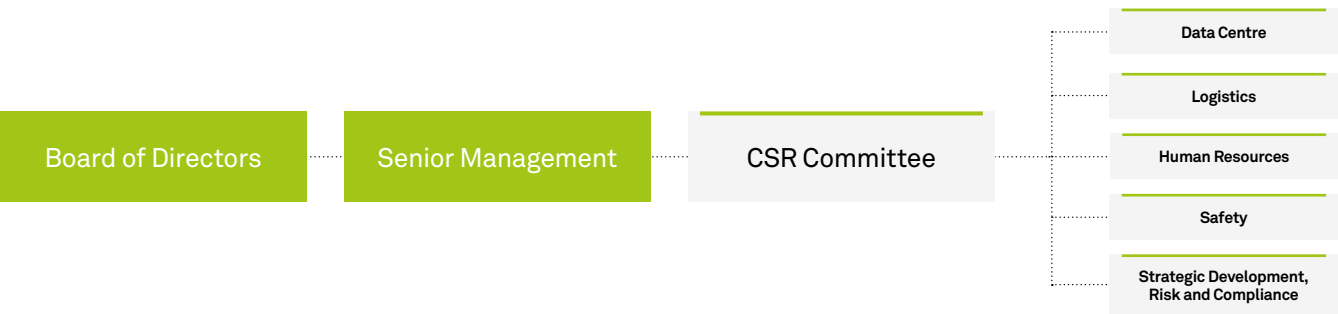 Board of Directors
Senior Management
CSR Committee
Data Centre
Logistics
Human Resources
Safety
Strategic Development,
Risk and Compliance